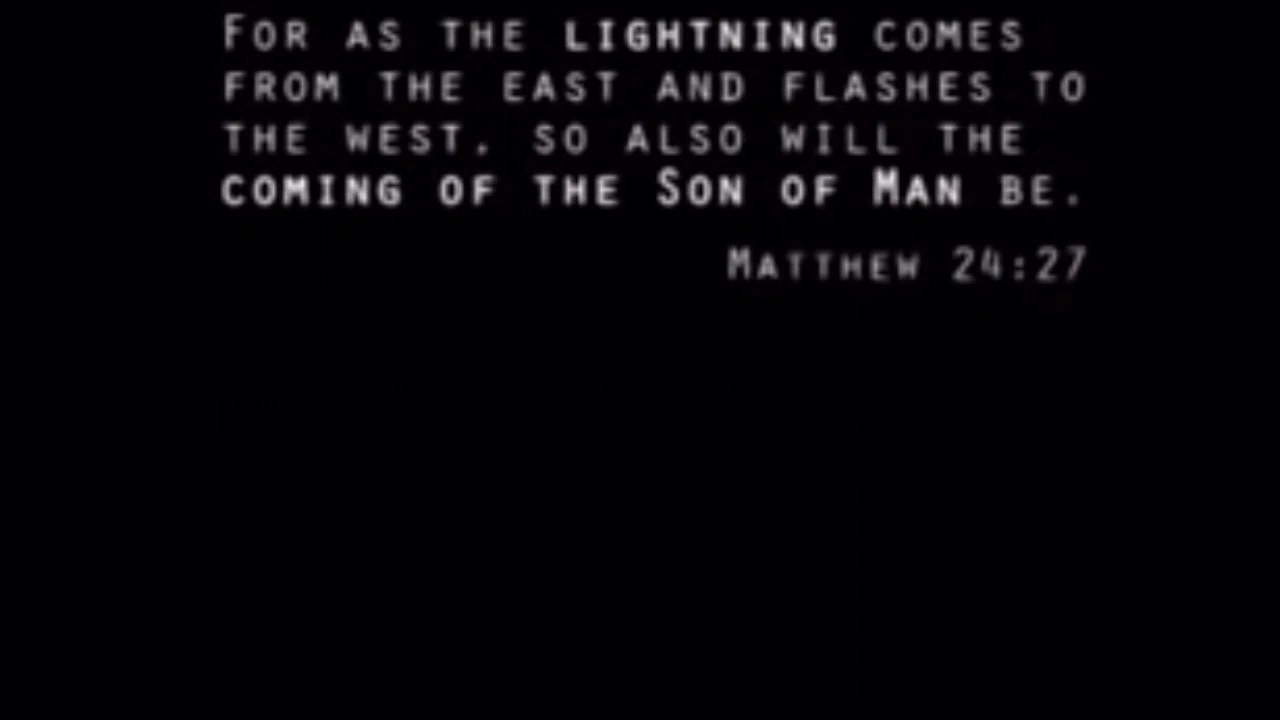 For as the lightning comes
from the east and flashes to
the west, so also will the
coming of the Son of Man be.
Matthew 24:27